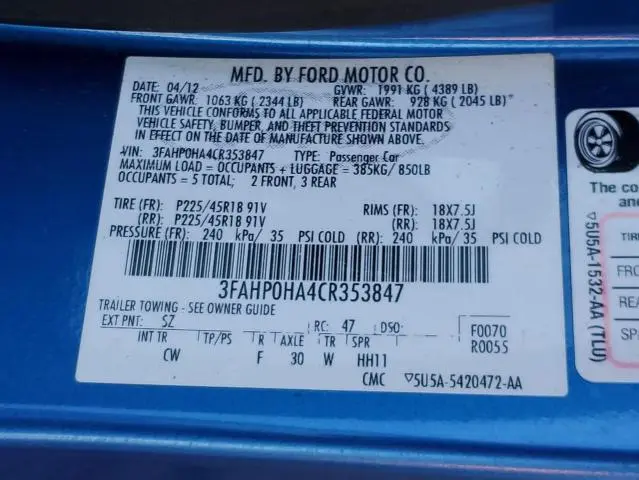 MFD. BY FORD MOTOR CO.
DATE: 04/12 GVWR: 1991 KG ( 4389 LB)
FRONT GAWR: 1063 KG ( 2344 LB) REAR GAWR: 928 KG ( 2045 LB)*
THIS VEHICLE CONFORMS TO ALL APPLICABLE FEDERAL MOTOR
VEHICLE SAFETY, BUMPER, AND THEFT PREVENTION STANDARDS
IN EFFECT ON THE DATE OF MANUFACTURE SHOWN ABOVE.
VIN: 3FAHP0HA4CR353847 TYPE: Passenger Car
MAXIMUM LOAD = OCCUPANTS + LUGGAGE = 385KG/ 850LB
OCCUPANTS = 5 TOTAL; 2 FRONT, 3 REAR
TIRE (FR): P225/45R18 91V RIMS (FR): 18X7.5J
(RR): P225/45R18 91V (RR): 18X7.5J
PRESSURE (FR): 240 kPa/ 35 PSI COLD (RR): 240 kPa/ 35 PSI COLD
3FAHP0HA4CR353847
TRAILER TOWING - SEE OWNER GUIDE
EXT PNT: SZ RC: 47 DSO: F0070
INT TR TP/PS R AXLE TR SPR R0055
CW F 30 W HH11
CMC ▽5U5A-5420472-AA
▽5U5A-1532-AA (TLU)
The co
an
TIR
FRO
REA
SPA